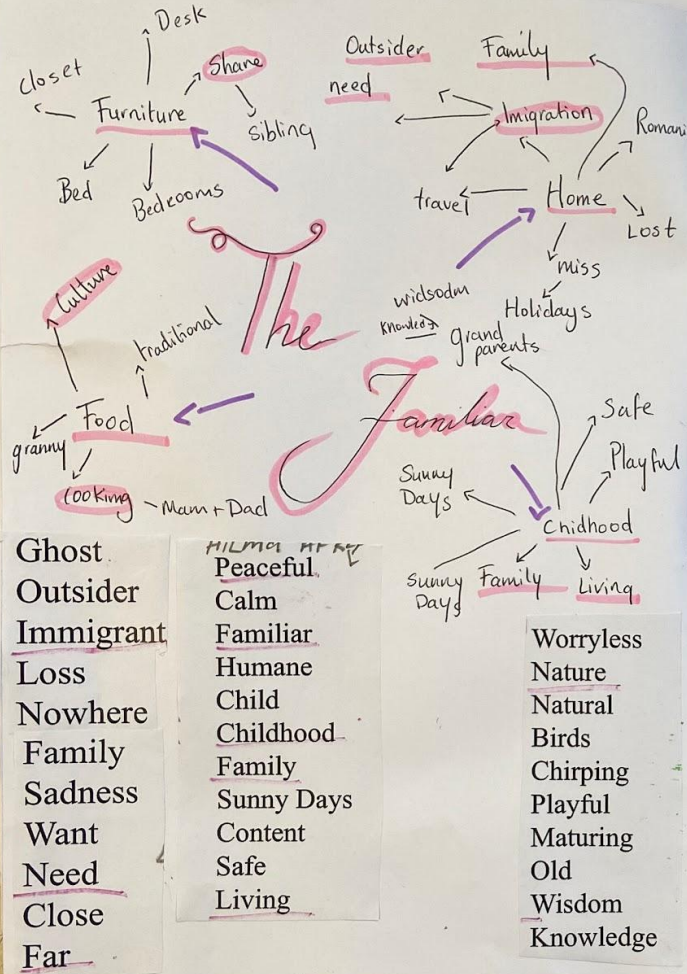 Desk
closet
Share
Furniture
sibling
Bed
Bedrooms
Outsider
Family
need
Imigration
Romani
travel
Home
Lost
miss
Holidays
The
Familiar
widsodm
Knowledg
grand
parents
Culture
traditional
Food
granny
cooking - Mam + Dad
Safe
Playful
Sunny
Days
Chidhood
Sunny
Days
Family
Living
Ghost
Outsider
Immigrant
Loss
Nowhere
Family
Sadness
Want
Need
Close
Far
Peaceful
Calm
Familiar
Humane
Child
Childhood
Family
Sunny Days
Content
Safe
Living
Worryless
Nature
Natural
Birds
Chirping
Playful
Maturing
Old
Wisdom
Knowledge